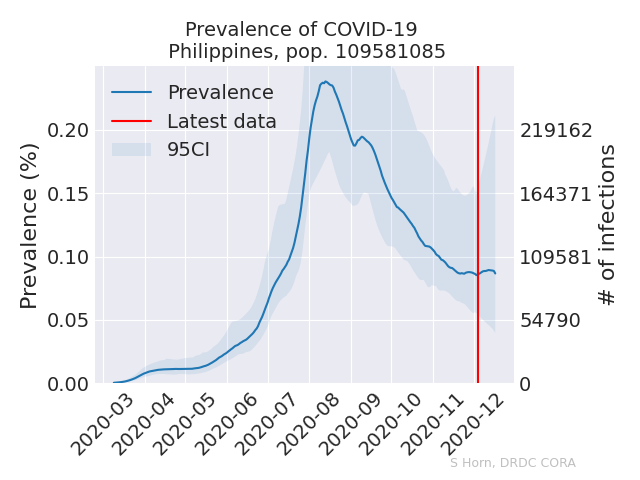 Prevalence of COVID-19
Philippines, pop. 109581085
Prevalence
Latest data
95CI
Prevalence (%)
0.20
0.15
0.10
0.05
0.00
219162
164371
109581
54790
0
# of infections
2020-03
2020-04
2020-05
2020-06
2020-07
2020-08
2020-09
2020-10
2020-11
2020-12
S Horn, DRDC CORA